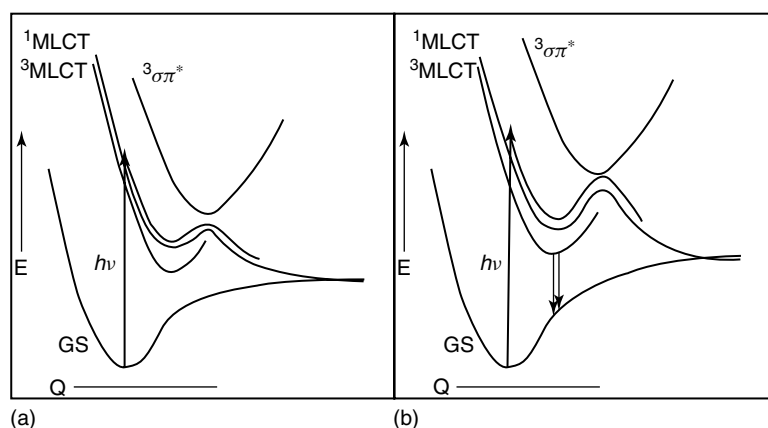 ¹MLCT
³MLCT
³σπ*
E
hν
GS
Q
(a)
¹MLCT
³MLCT
³σπ*
E
hν
GS
Q
(b)